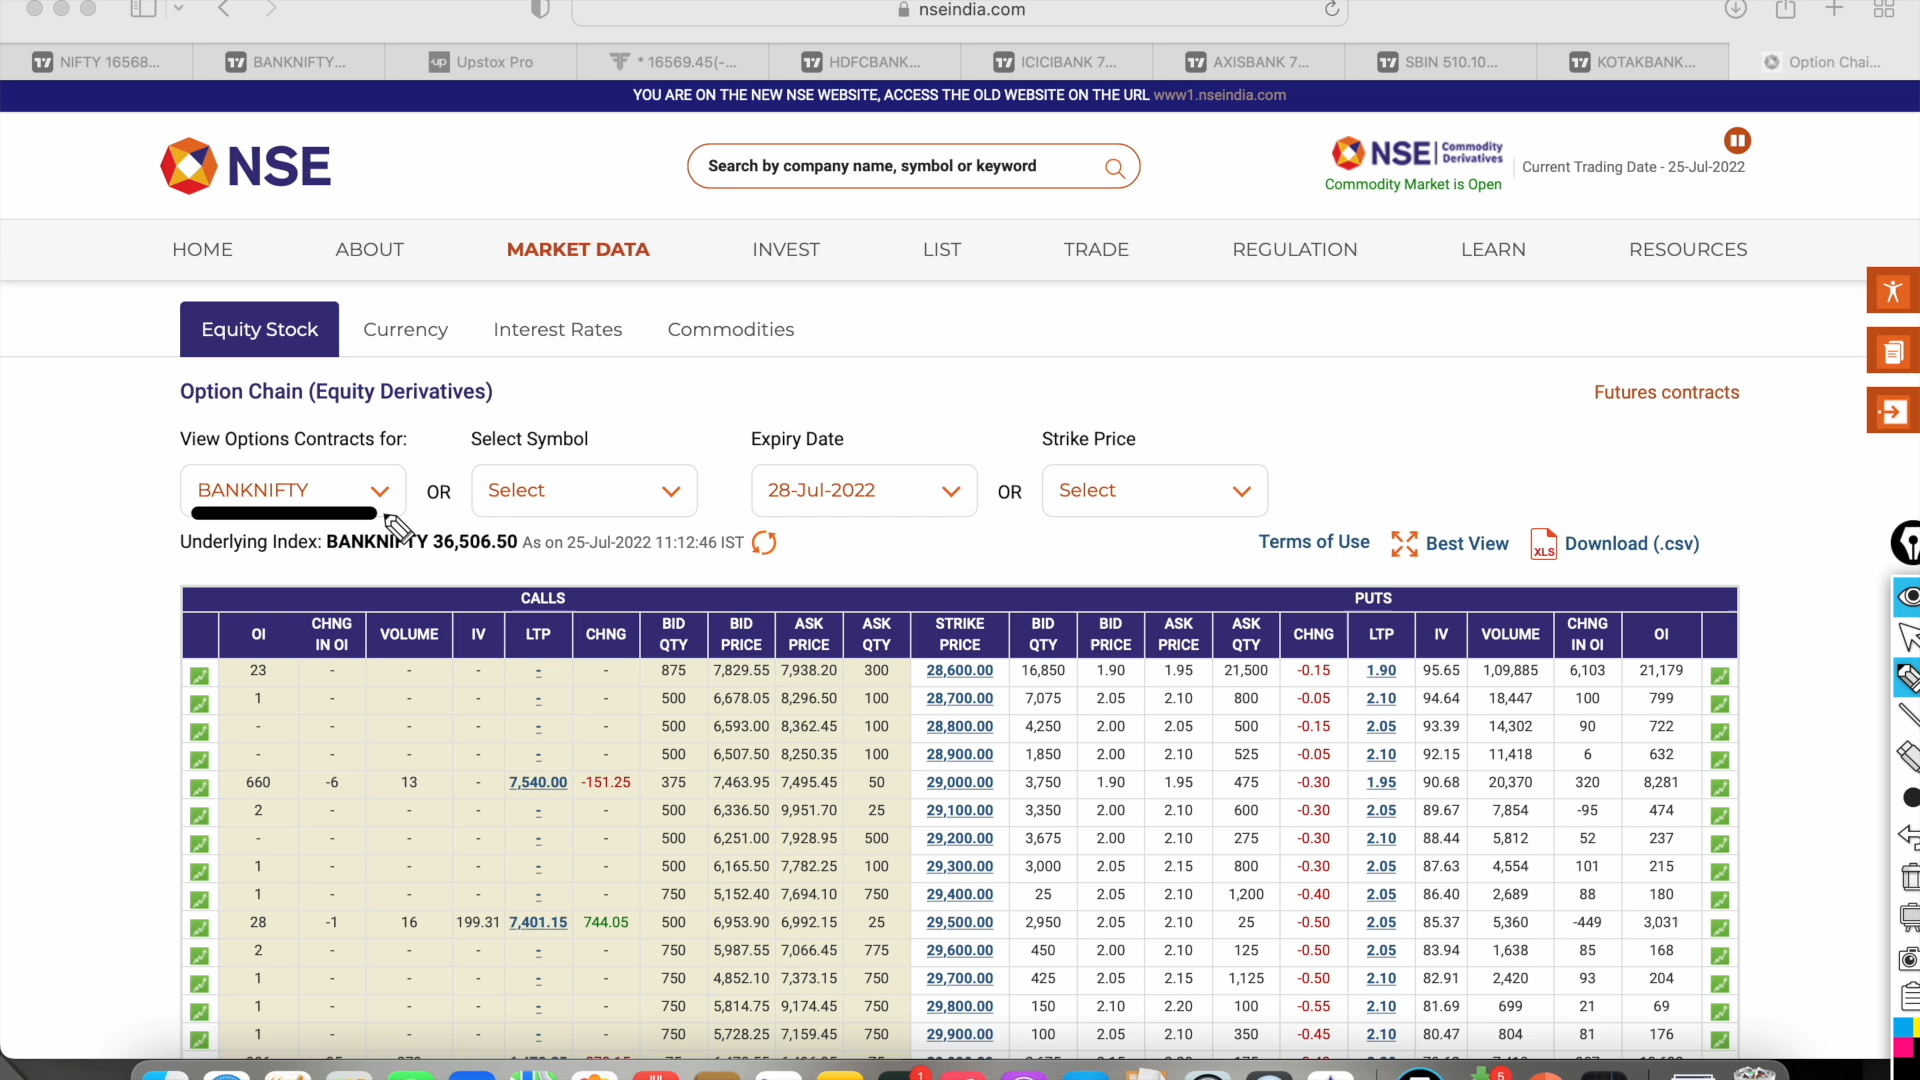 nseindia.com
NIFTY 16568...
BANKNIFTY...
up Upstox Pro
* 16569.45(-...
HDFCBANK...
ICICIBANK 7...
AXISBANK 7...
SBIN 510.10...
KOTAKBANK...
Option Chai...
YOU ARE ON THE NEW NSE WEBSITE, ACCESS THE OLD WEBSITE ON THE URL www1.nseindia.com
NSE
Search by company name, symbol or keyword
NSE Commodity Derivatives
Commodity Market is Open
Current Trading Date - 25-Jul-2022
HOME ABOUT MARKET DATA INVEST LIST TRADE REGULATION LEARN RESOURCES
Equity Stock Currency Interest Rates Commodities
Option Chain (Equity Derivatives)
Futures contracts
View Options Contracts for: Select Symbol Expiry Date Strike Price
BANKNIFTY OR Select 28-Jul-2022 OR Select
Underlying Index: BANKNIFTY 36,506.50 As on 25-Jul-2022 11:12:46 IST
Terms of Use Best View XLS Download (.csv)
CALLS PUTS
OI CHNG IN OI VOLUME IV LTP CHNG BID QTY BID PRICE ASK PRICE ASK QTY STRIKE PRICE BID QTY BID PRICE ASK PRICE ASK QTY CHNG LTP IV VOLUME CHNG IN OI OI
23 - - - - - 875 7,829.55 7,938.20 300 28,600.00 16,850 1.90 1.95 21,500 -0.15 1.90 95.65 1,09,885 6,103 21,179
1 - - - - - 500 6,678.05 8,296.50 100 28,700.00 7,075 2.05 2.10 800 -0.05 2.10 94.64 18,447 100 799
- - - - - - 500 6,593.00 8,362.45 100 28,800.00 4,250 2.00 2.05 500 -0.15 2.05 93.39 14,302 90 722
- - - - - - 500 6,507.50 8,250.35 100 28,900.00 1,850 2.00 2.10 525 -0.05 2.10 92.15 11,418 6 632
660 -6 13 - 7,540.00 -151.25 375 7,463.95 7,495.45 50 29,000.00 3,750 1.90 1.95 475 -0.30 1.95 90.68 20,370 320 8,281
2 - - - - - 500 6,336.50 9,951.70 25 29,100.00 3,350 2.00 2.10 600 -0.30 2.05 89.67 7,854 -95 474
- - - - - - 500 6,251.00 7,928.95 500 29,200.00 3,675 2.00 2.10 275 -0.30 2.10 88.44 5,812 52 237
1 - - - - - 500 6,165.50 7,782.25 100 29,300.00 3,000 2.05 2.15 800 -0.30 2.05 87.63 4,554 101 215
1 - - - - - 750 5,152.40 7,694.10 750 29,400.00 25 2.05 2.10 1,200 -0.40 2.05 86.40 2,689 88 180
28 -1 16 199.31 7,401.15 744.05 500 6,953.90 6,992.15 25 29,500.00 2,950 2.05 2.10 25 -0.50 2.05 85.37 5,360 -449 3,031
2 - - - - - 750 5,987.55 7,066.45 775 29,600.00 450 2.00 2.10 125 -0.50 2.05 83.94 1,638 85 168
1 - - - - - 750 4,852.10 7,373.15 750 29,700.00 425 2.05 2.15 1,125 -0.50 2.10 82.91 2,420 93 204
1 - - - - - 750 5,814.75 9,174.45 750 29,800.00 150 2.10 2.20 100 -0.55 2.10 81.69 699 21 69
1 - - - - - 750 5,728.25 7,159.45 750 29,900.00 100 2.05 2.10 350 -0.45 2.10 80.47 804 81 176
1 5